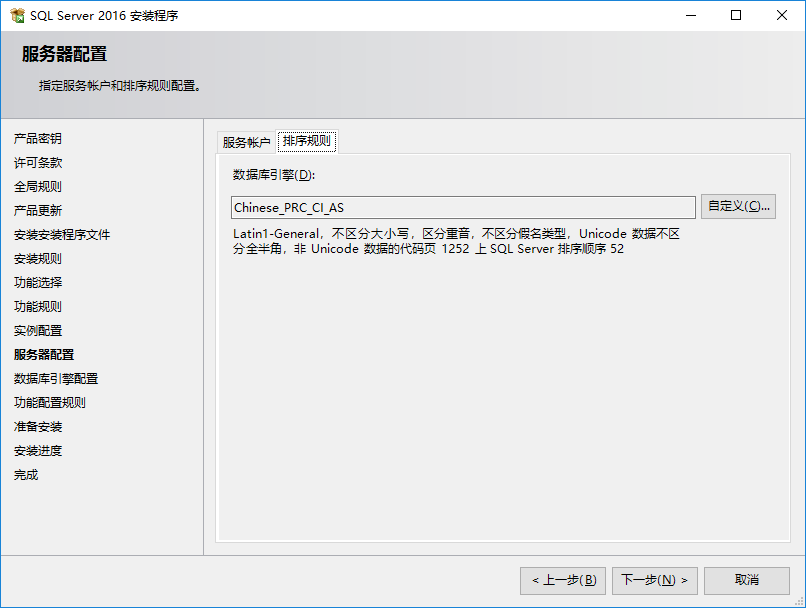 SQL Server 2016 安装程序
服务器配置
指定服务帐户和排序规则配置。
产品密钥
许可条款
全局规则
产品更新
安装安装程序文件
安装规则
功能选择
功能规则
实例配置
服务器配置
数据库引擎配置
功能配置规则
准备安装
安装进度
完成
服务帐户 排序规则
数据库引擎(D):
Chinese_PRC_CI_AS 自定义(C)...
Latin1-General，不区分大小写，区分重音，不区分假名类型，Unicode 数据不区
分全半角，非 Unicode 数据的代码页 1252 上 SQL Server 排序顺序 52
< 上一步(B) 下一步(N) > 取消